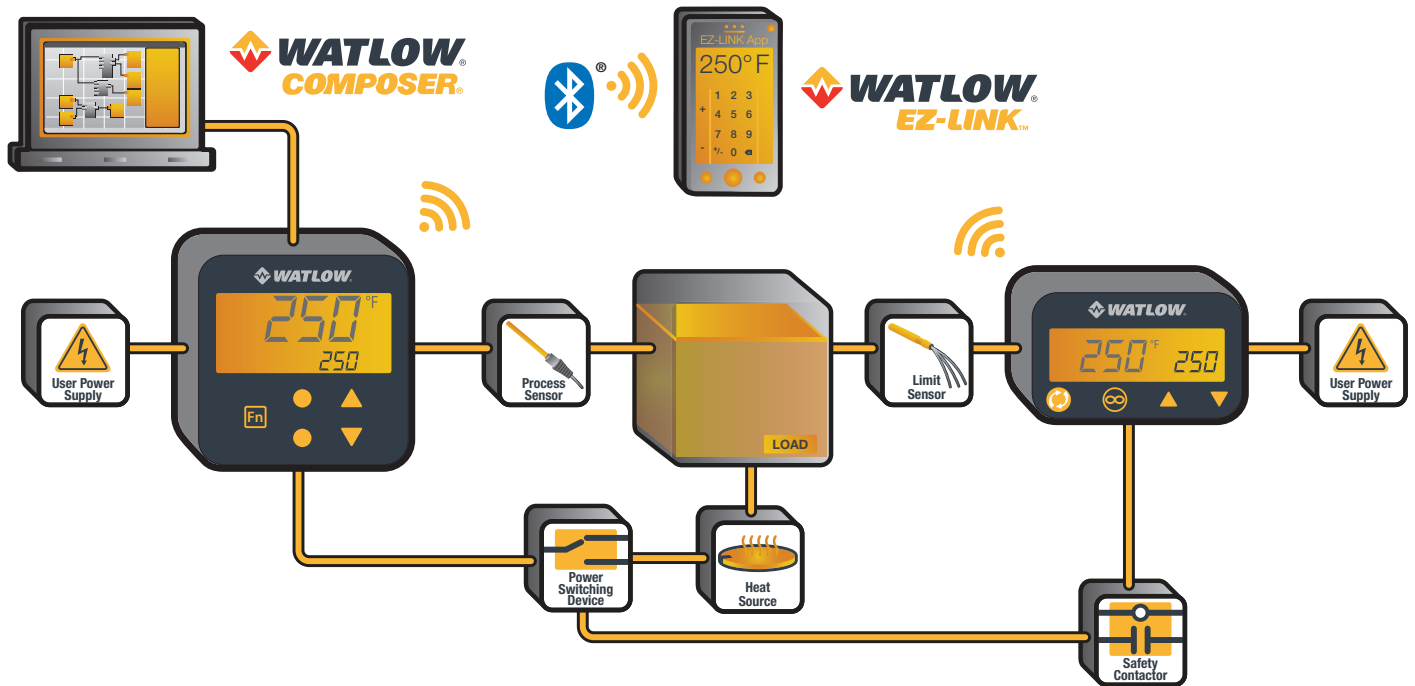 WATLOW®
COMPOSER®
®
EZ-LINK App
250°F
1 2 3
+
4 5 6
7 8 9
- +/- 0
WATLOW®
EZ-LINK™
WATLOW®
250°F
250
Fn
User Power
Supply
Process
Sensor
LOAD
Limit
Sensor
WATLOW®
250°F 250
User Power
Supply
Power
Switching
Device
Heat
Source
Safety
Contactor